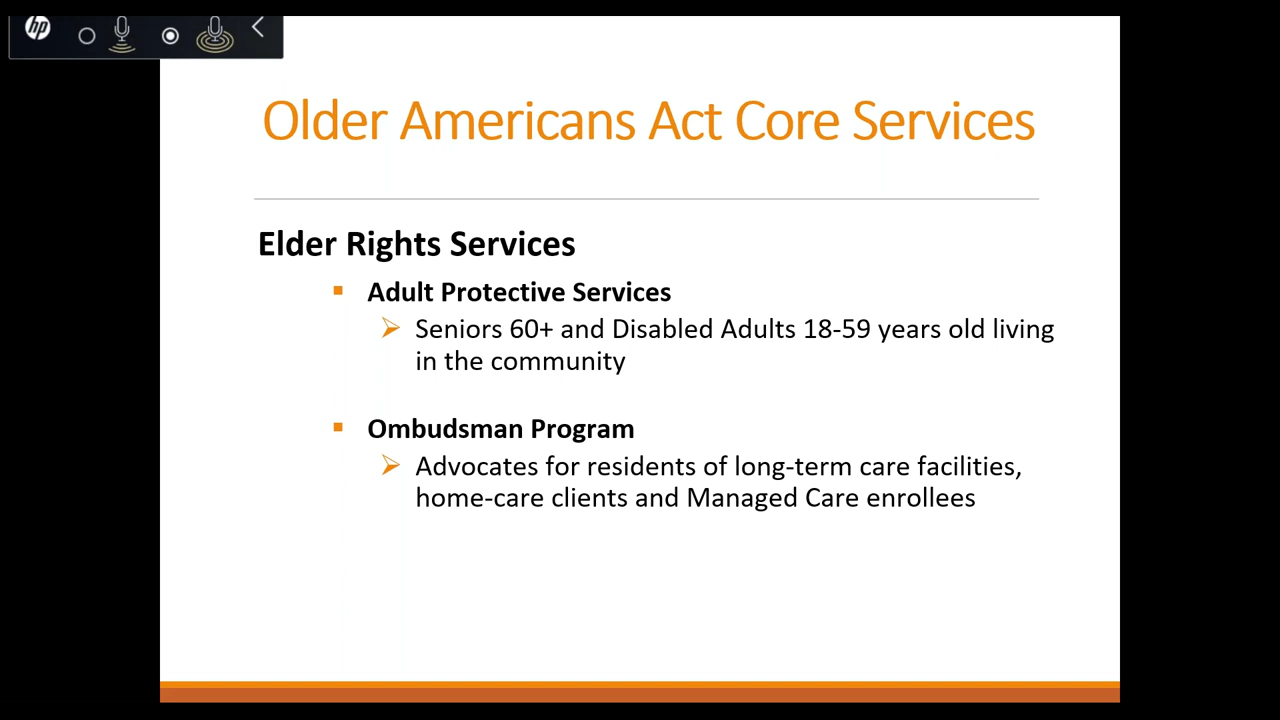 hp
Older Americans Act Core Services
Elder Rights Services
Adult Protective Services
Seniors 60+ and Disabled Adults 18-59 years old living
in the community
Ombudsman Program
Advocates for residents of long-term care facilities,
home-care clients and Managed Care enrollees